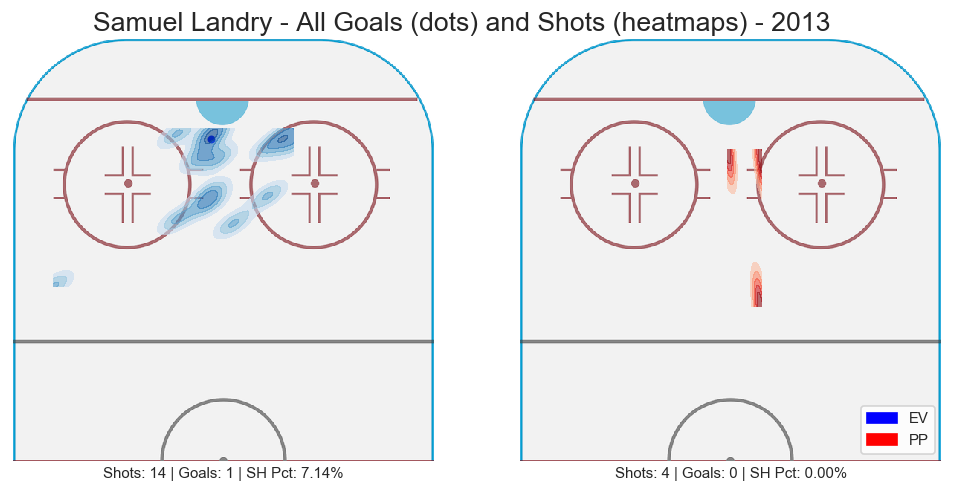 Samuel Landry - All Goals (dots) and Shots (heatmaps) - 2013
EV
PP
Shots: 14 | Goals: 1 | SH Pct: 7.14%
Shots: 4 | Goals: 0 | SH Pct: 0.00%